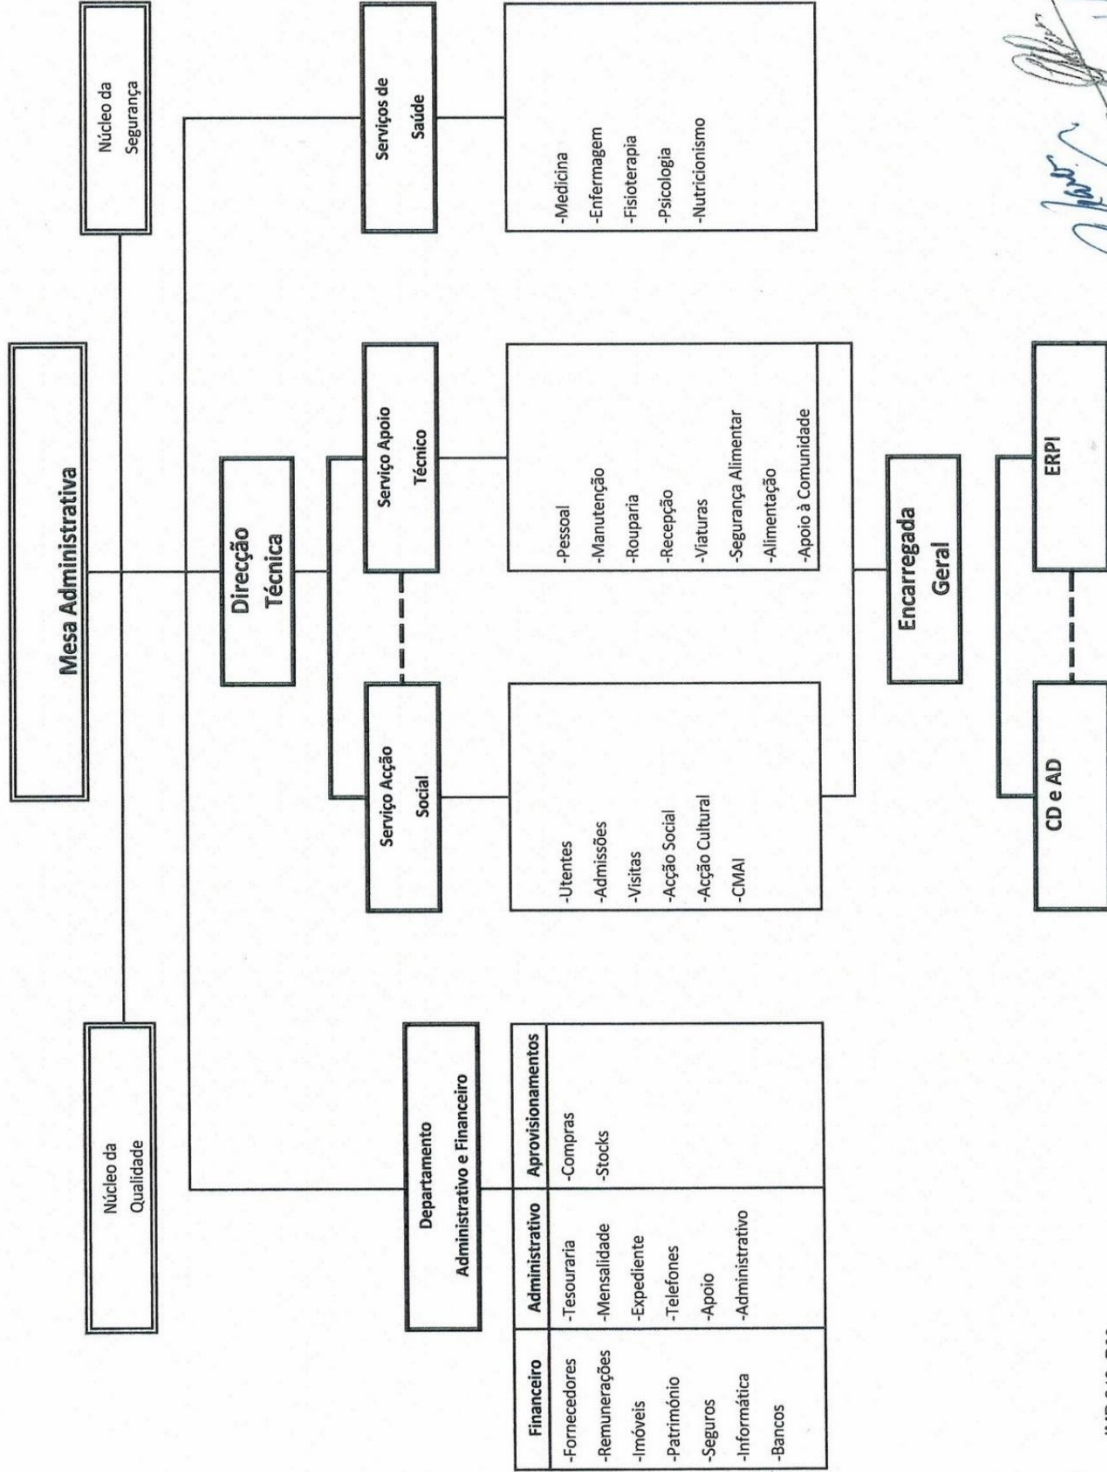 Mesa Administrativa
Núcleo da
Qualidade
Núcleo da
Segurança
Direcção
Técnica
Departamento
Administrativo e Financeiro
Serviço Acção
Social
Serviço Apoio
Técnico
Serviços de
Saúde
Financeiro
-Fornecedores
-Remunerações
-Imóveis
-Património
-Seguros
-Informática
-Bancos
Administrativo
-Tesouraria
-Mensalidade
-Expediente
-Telefones
-Apoio
-Administrativo
Aprovisionamentos
-Compras
-Stocks
-Utentes
-Admissões
-Visitas
-Acção Social
-Acção Cultural
-CMAI
-Pessoal
-Manutenção
-Rouparia
-Recepção
-Viaturas
-Segurança Alimentar
-Alimentação
-Apoio à Comunidade
-Medicina
-Enfermagem
-Fisioterapia
-Psicologia
-Nutricionismo
Encarregada
Geral
CD e AD
ERPI